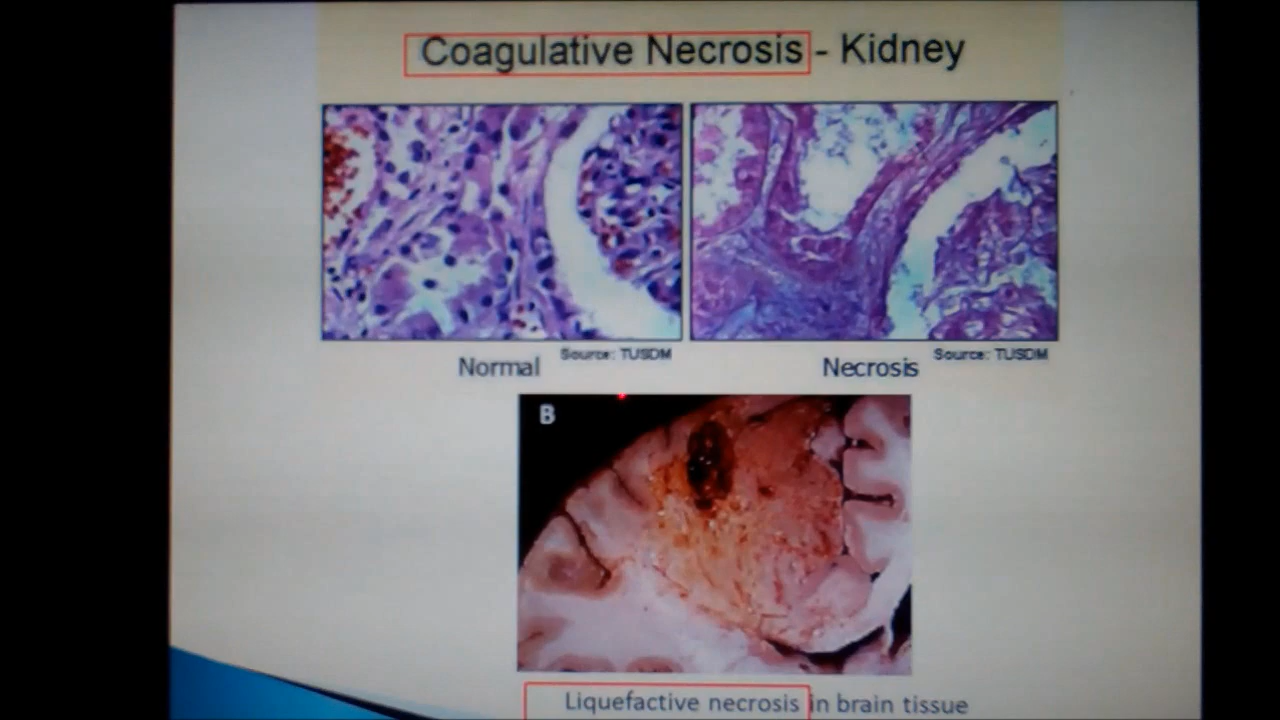 Coagulative Necrosis - Kidney
Source: TUSDM
Source: TUSDM
Normal
Necrosis
B
Liquefactive necrosis in brain tissue